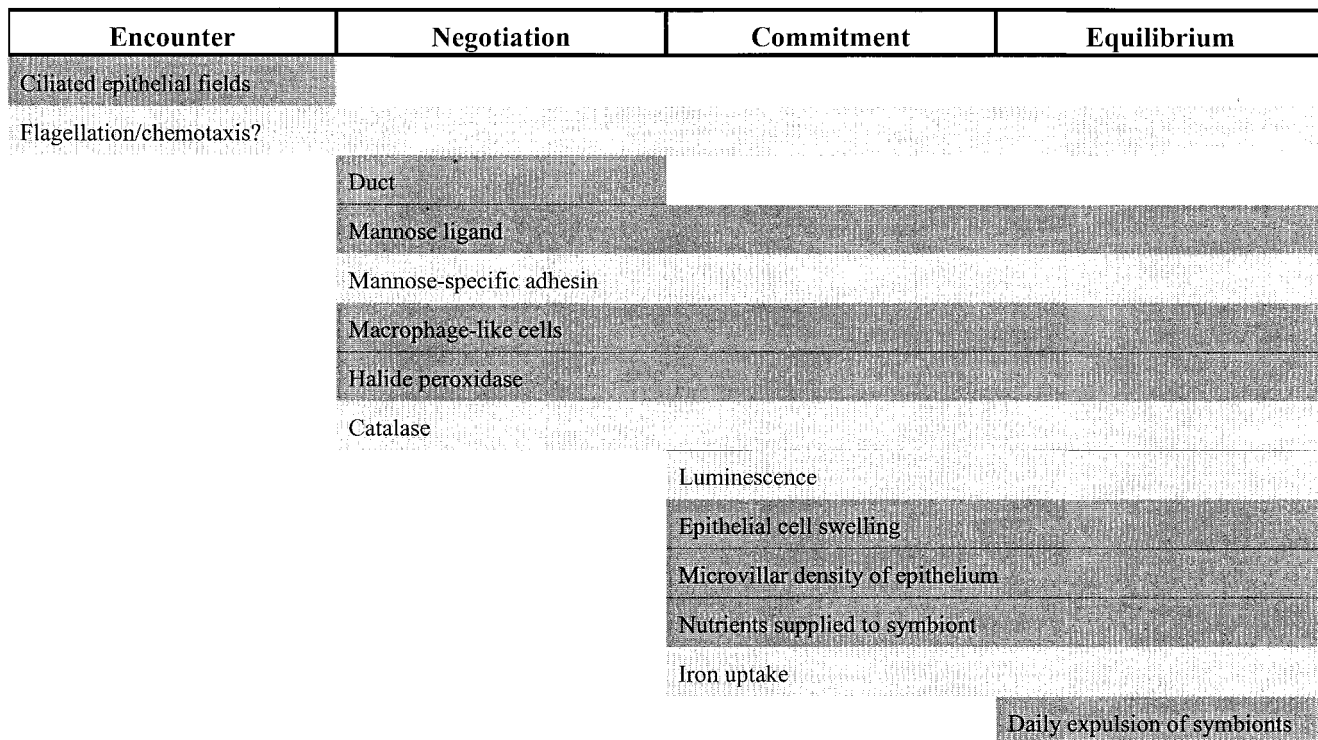 Encounter Negotiation Commitment Equilibrium
Ciliated epithelial fields
Flagellation/chemotaxis?
Duct
Mannose ligand
Mannose-specific adhesin
Macrophage-like cells
Halide peroxidase
Catalase
Luminescence
Epithelial cell swelling
Microvillar density of epithelium
Nutrients supplied to symbiont
Iron uptake
Daily expulsion of symbionts